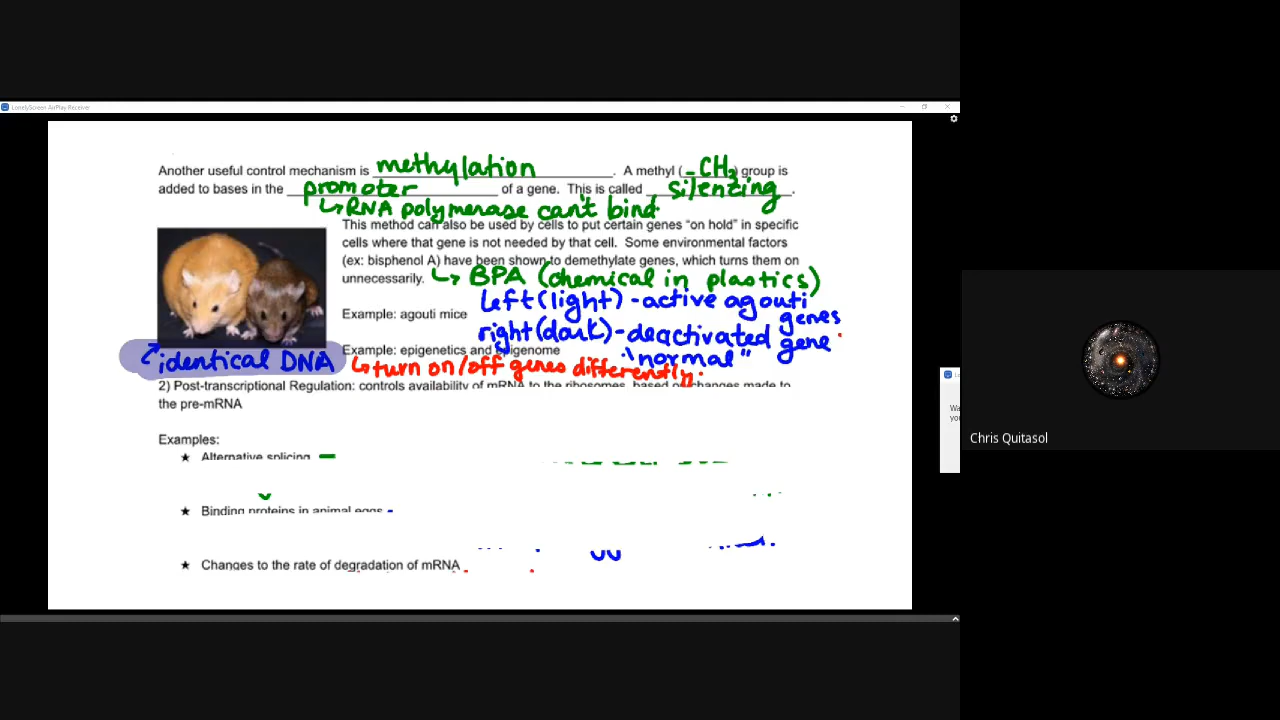 LonelyScreen AirPlay Receiver
Another useful control mechanism is methylation. A methyl (-CH3) group is
added to bases in the promoter of a gene. This is called silencing.
↳ RNA polymerase can't bind.
This method can also be used by cells to put certain genes "on hold" in specific
cells where that gene is not needed by that cell. Some environmental factors
(ex: bisphenol A) have been shown to demethylate genes, which turns them on
unnecessarily. ↳ BPA (chemical in plastics)
left (light) - active agouti genes
Example: agouti mice
right (dark) - deactivated gene
"normal"
identical DNA
Example: epigenetics and epigenome
↳ turn on/off genes differently.
2) Post-transcriptional Regulation: controls availability of mRNA to the ribosomes, based on changes made to
the pre-mRNA
Examples:
★ Alternative splicing -
★ Binding proteins in animal eggs -
★ Changes to the rate of degradation of mRNA
Chris Quitasol